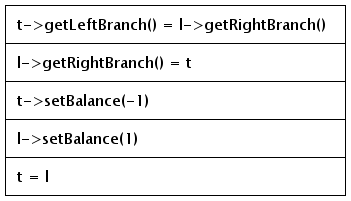 t->getLeftBranch() = l->getRightBranch()
l->getRightBranch() = t
t->setBalance(-1)
l->setBalance(1)
t = l